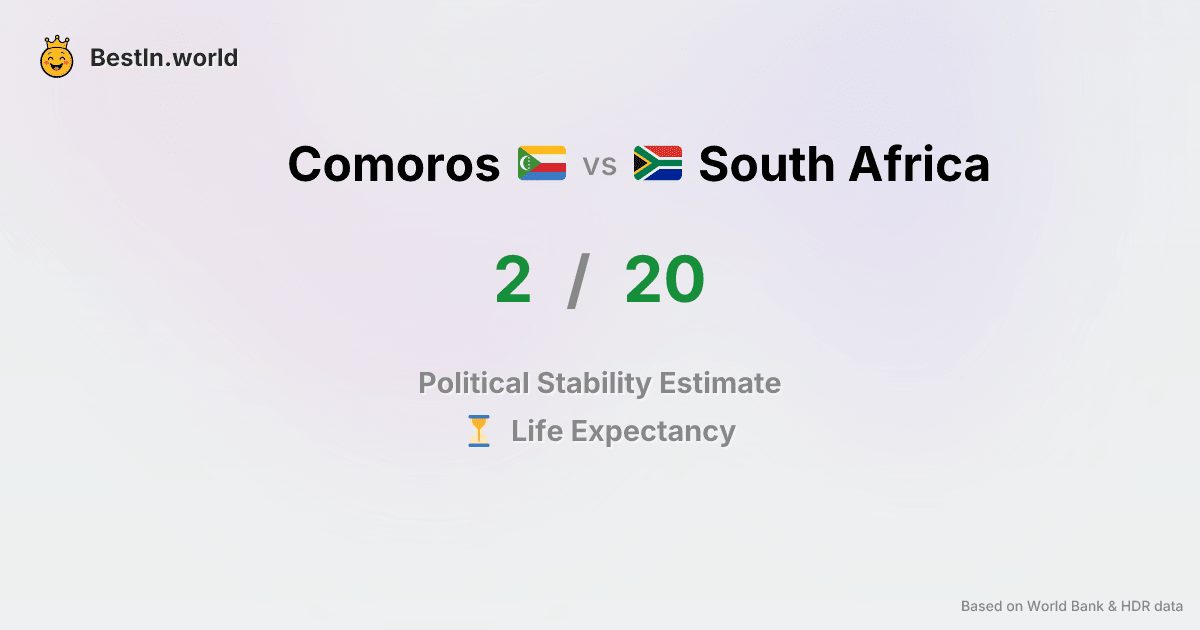 BestIn.world
Comoros vs South Africa
2 / 20
Political Stability Estimate
Life Expectancy
Based on World Bank & HDR data